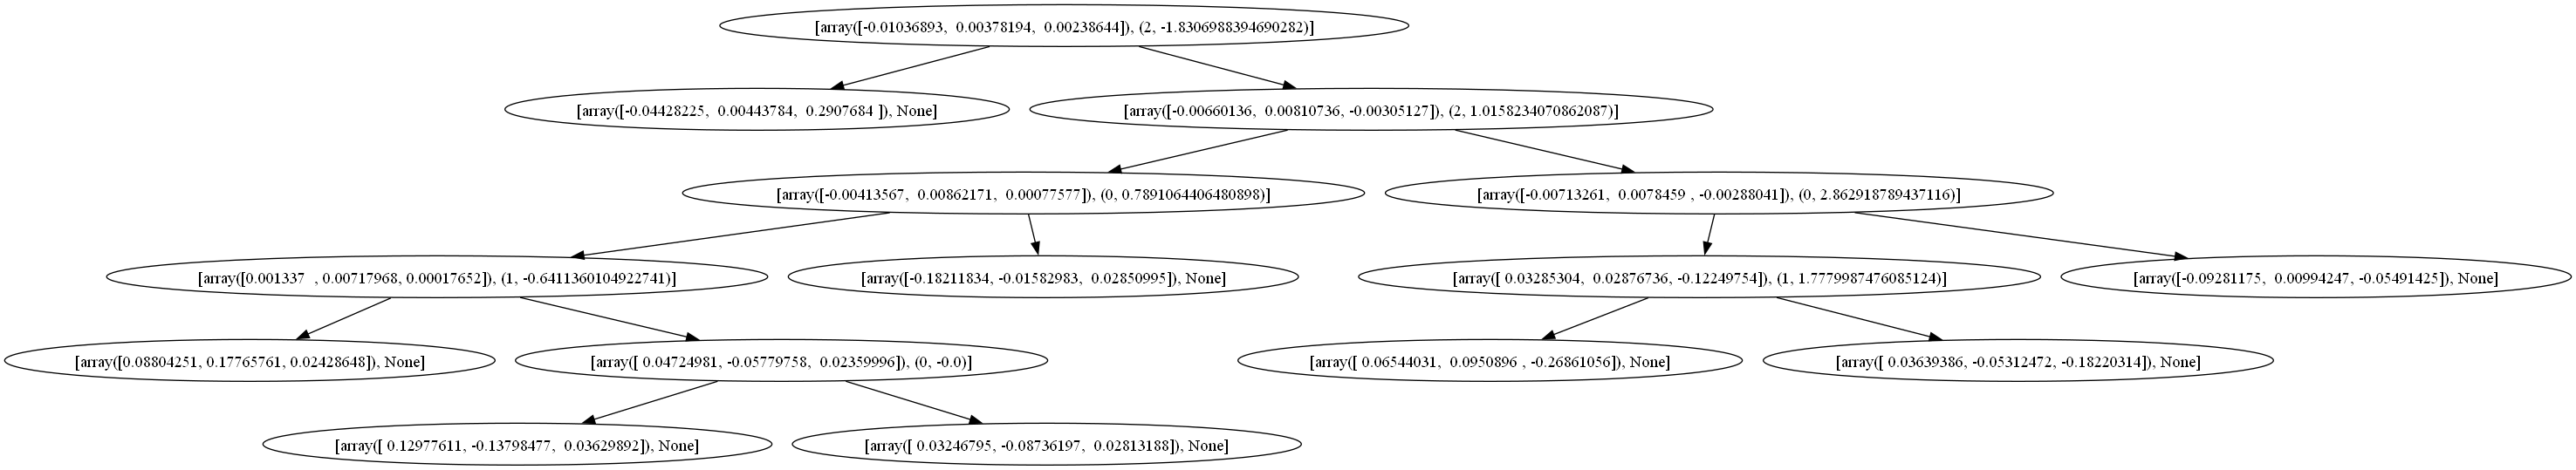 [array([-0.01036893,  0.00378194,  0.00238644]), (2, -1.8306988394690282)]
[array([-0.04428225,  0.00443784,  0.2907684 ]), None]
[array([-0.00660136,  0.00810736, -0.00305127]), (2, 1.0158234070862087)]
[array([-0.00413567,  0.00862171,  0.00077577]), (0, 0.7891064406480898)]
[array([-0.00713261,  0.0078459 , -0.00288041]), (0, 2.862918789437116)]
[array([0.001337  , 0.00717968, 0.00017652]), (1, -0.6411360104922741)]
[array([-0.18211834, -0.01582983,  0.02850995]), None]
[array([ 0.03285304,  0.02876736, -0.12249754]), (1, 1.7779987476085124)]
[array([-0.09281175,  0.00994247, -0.05491425]), None]
[array([0.08804251, 0.17765761, 0.02428648]), None]
[array([ 0.04724981, -0.05779758,  0.02359996]), (0, -0.0)]
[array([ 0.06544031,  0.0950896 , -0.26861056]), None]
[array([ 0.03639386, -0.05312472, -0.18220314]), None]
[array([ 0.12977611, -0.13798477,  0.03629892]), None]
[array([ 0.03246795, -0.08736197,  0.02813188]), None]